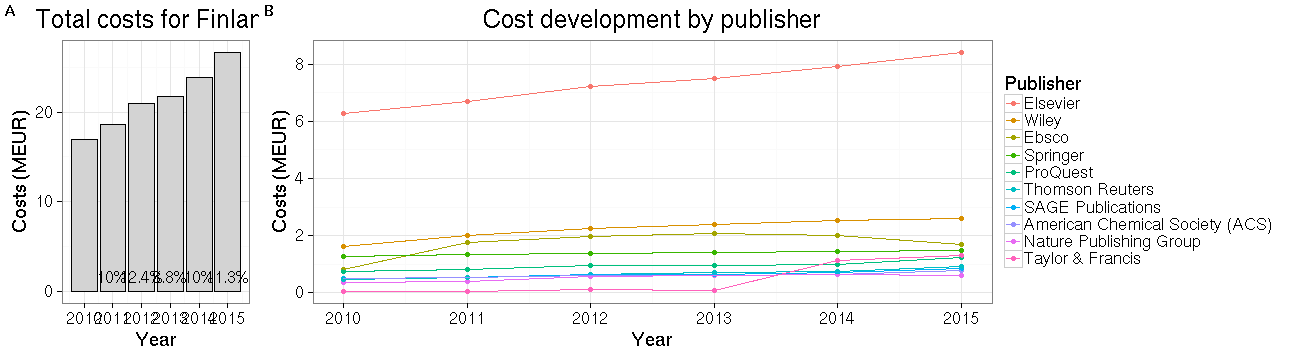 A
Total costs for Finlar
Costs (MEUR)
20
10
0
10%
2.4%
3.8%
10%
11.3%
2010
2011
2012
2013
2014
2015
Year
B
Cost development by publisher
Costs (MEUR)
8
6
4
2
0
2010
2011
2012
2013
2014
2015
Year
Publisher
Elsevier
Wiley
Ebsco
Springer
ProQuest
Thomson Reuters
SAGE Publications
American Chemical Society (ACS)
Nature Publishing Group
Taylor & Francis